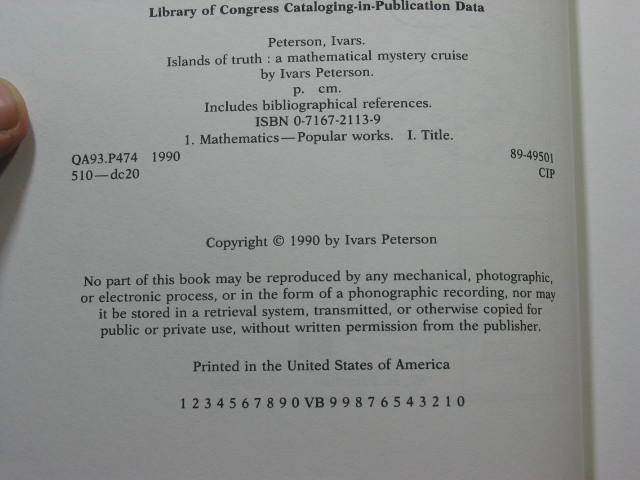 Library of Congress Cataloging-in-Publication Data
Peterson, Ivars.
Islands of truth : a mathematical mystery cruise
by Ivars Peterson.
p. cm.
Includes bibliographical references.
ISBN 0-7167-2113-9
1. Mathematics—Popular works. I. Title.
QA93.P474 1990 89-49501
510—dc20 CIP
Copyright © 1990 by Ivars Peterson
No part of this book may be reproduced by any mechanical, photographic,
or electronic process, or in the form of a phonographic recording, nor may
it be stored in a retrieval system, transmitted, or otherwise copied for
public or private use, without written permission from the publisher.
Printed in the United States of America
1 2 3 4 5 6 7 8 9 0 VB 9 9 8 7 6 5 4 3 2 1 0